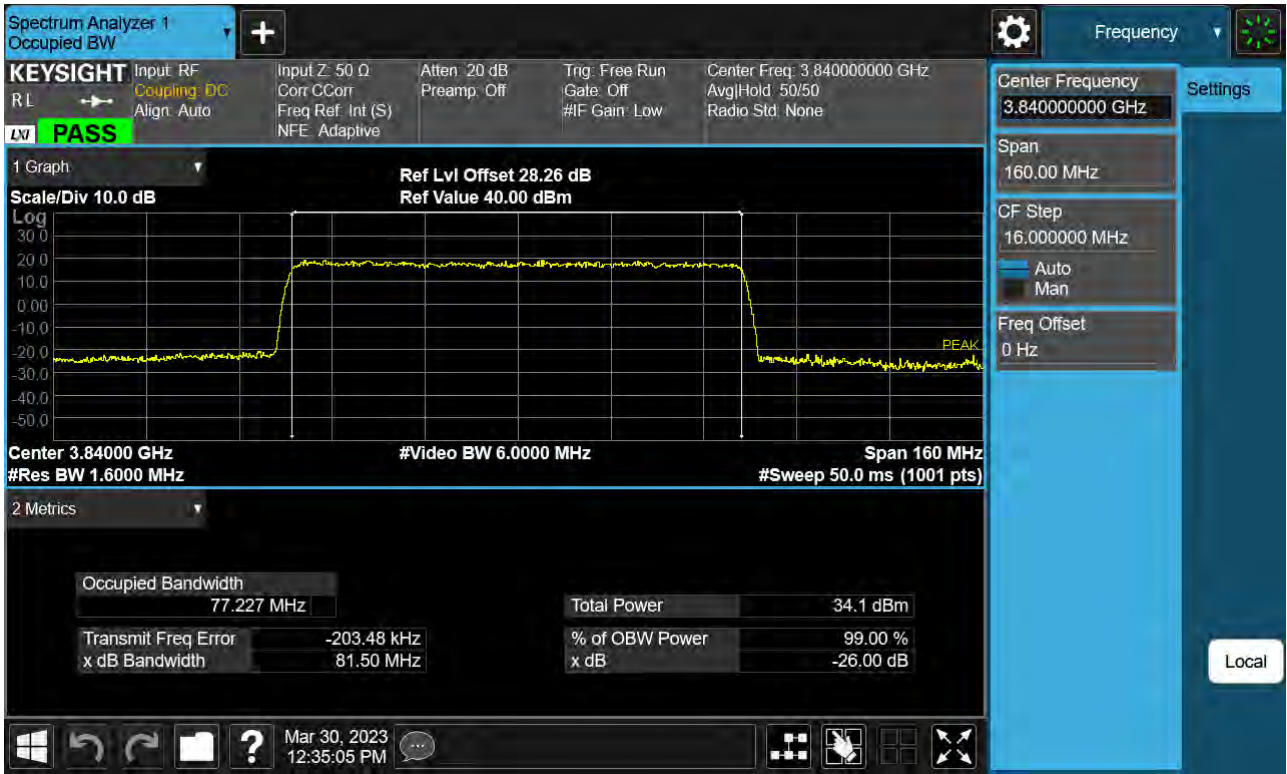 Spectrum Analyzer 1
Occupied BW
Frequency
KEYSIGHT
RL
LXI
PASS
Input: RF
Coupling: DC
Align: Auto
Input Z: 50 Ω
Corr CCorr
Freq Ref: Int (S)
NFE: Adaptive
Atten: 20 dB
Preamp: Off
Trig: Free Run
Gate: Off
#IF Gain: Low
Center Freq: 3.840000000 GHz
Avg|Hold: 50/50
Radio Std: None
1 Graph
Scale/Div 10.0 dB
Ref Lvl Offset 28.26 dB
Ref Value 40.00 dBm
Log
30.0
20.0
10.0
0.00
-10.0
-20.0
-30.0
-40.0
-50.0
PEAK
Center 3.84000 GHz
#Video BW 6.0000 MHz
Span 160 MHz
#Res BW 1.6000 MHz
#Sweep 50.0 ms (1001 pts)
2 Metrics
Occupied Bandwidth
77.227 MHz
Total Power 34.1 dBm
Transmit Freq Error -203.48 kHz
% of OBW Power 99.00 %
x dB Bandwidth 81.50 MHz
x dB -26.00 dB
Center Frequency
3.840000000 GHz
Span
160.00 MHz
CF Step
16.000000 MHz
Auto
Man
Freq Offset
0 Hz
Settings
Local
?
Mar 30, 2023
12:35:05 PM